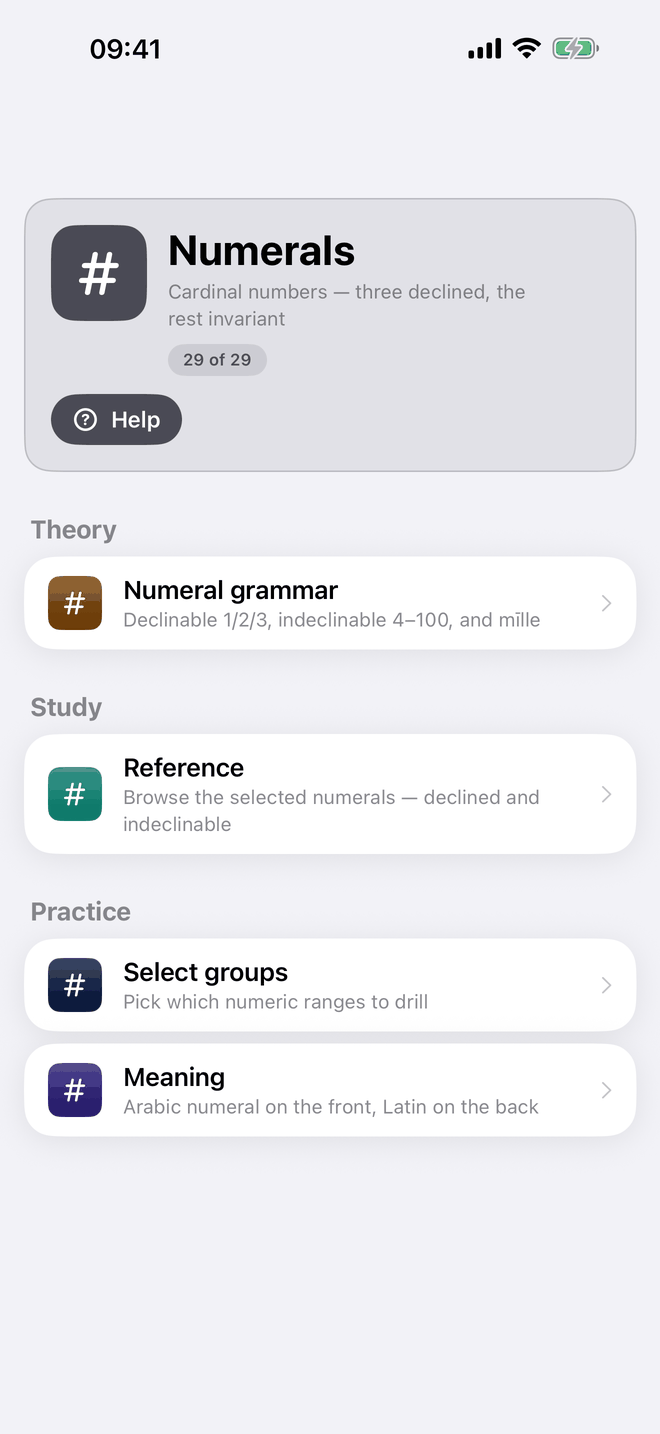 09:41
#
Numerals
Cardinal numbers — three declined, the
rest invariant
29 of 29
? Help
Theory
# Numeral grammar
Declinable 1/2/3, indeclinable 4–100, and mīlle
Study
# Reference
Browse the selected numerals — declined and
indeclinable
Practice
# Select groups
Pick which numeric ranges to drill
# Meaning
Arabic numeral on the front, Latin on the back